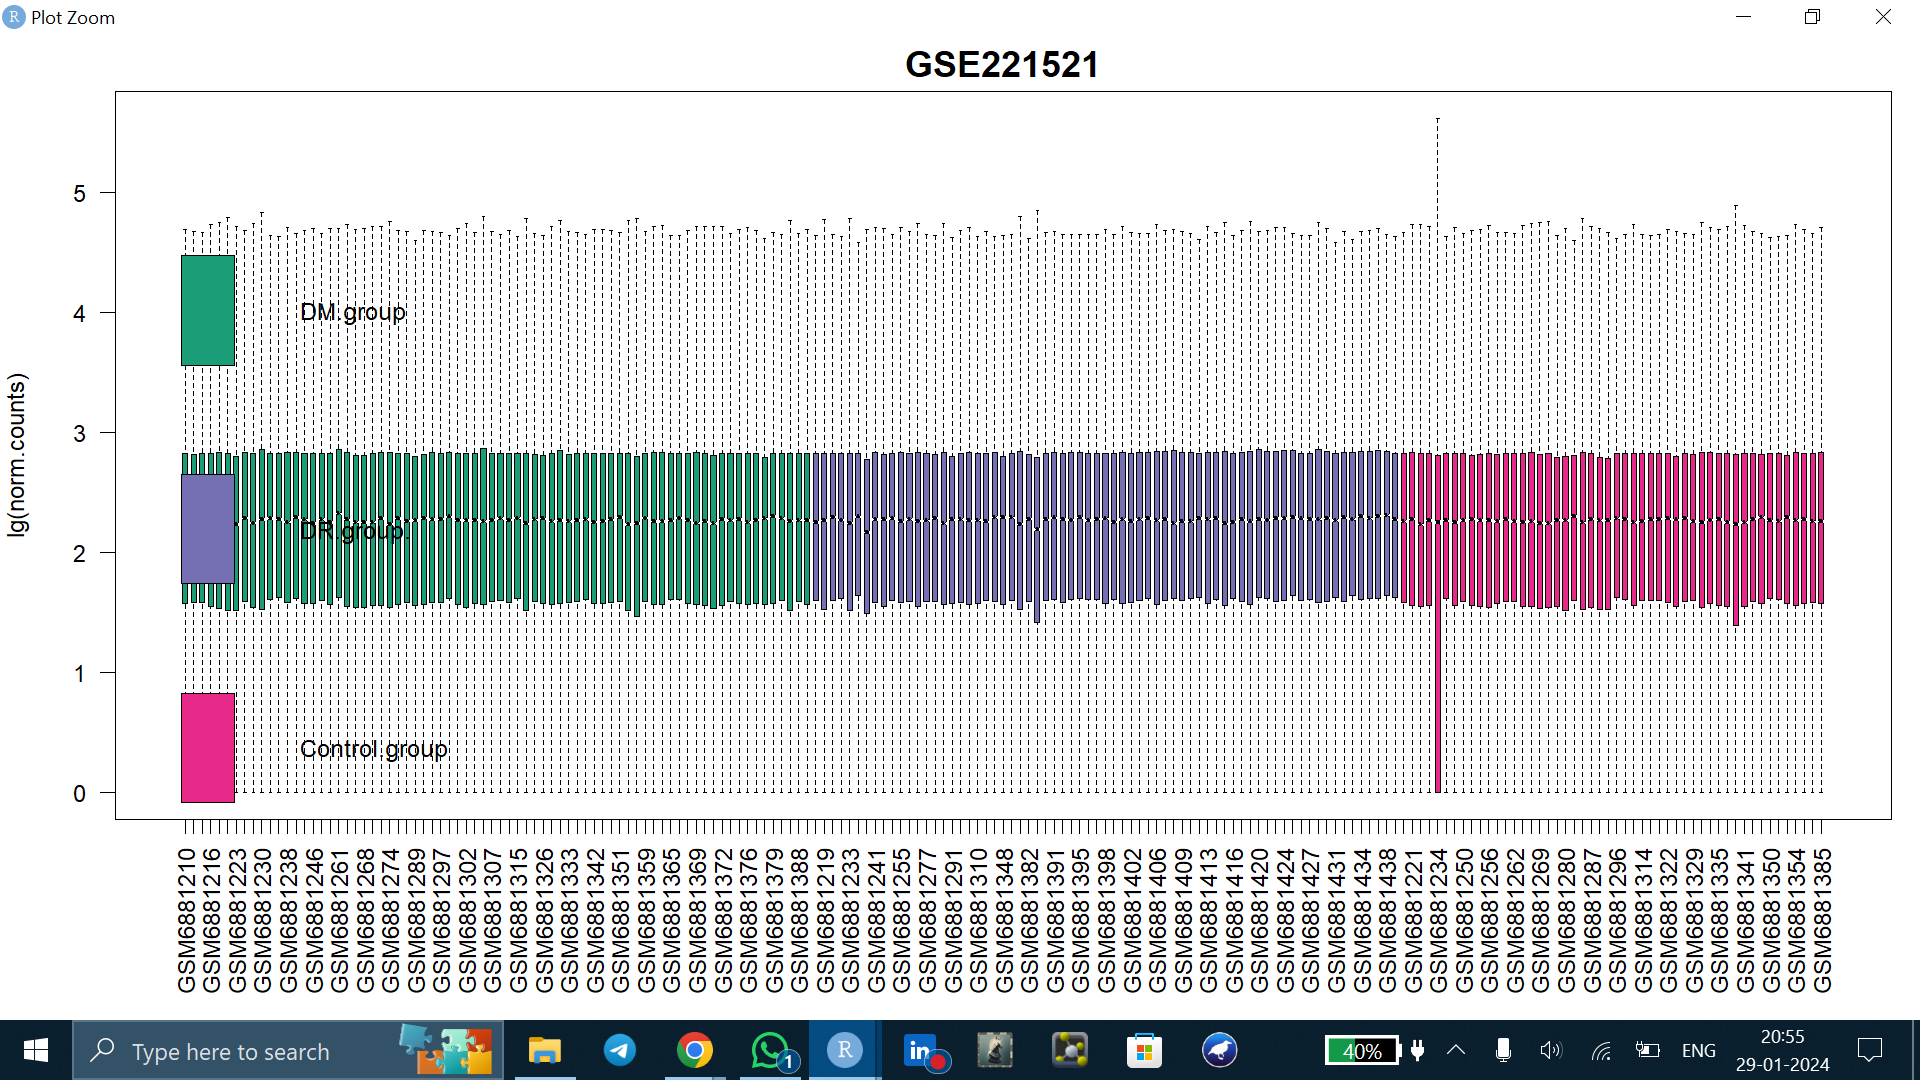 R Plot Zoom
GSE221521
lg(norm.counts)
5
4
3
2
1
0
DM.group
DR.group.
Control.group
GSM6881210
GSM6881216
GSM6881223
GSM6881230
GSM6881238
GSM6881246
GSM6881261
GSM6881268
GSM6881274
GSM6881289
GSM6881297
GSM6881302
GSM6881307
GSM6881315
GSM6881326
GSM6881333
GSM6881342
GSM6881351
GSM6881359
GSM6881365
GSM6881369
GSM6881372
GSM6881376
GSM6881379
GSM6881388
GSM6881219
GSM6881233
GSM6881241
GSM6881255
GSM6881277
GSM6881291
GSM6881310
GSM6881348
GSM6881382
GSM6881391
GSM6881395
GSM6881398
GSM6881402
GSM6881406
GSM6881409
GSM6881413
GSM6881416
GSM6881420
GSM6881424
GSM6881427
GSM6881431
GSM6881434
GSM6881438
GSM6881221
GSM6881234
GSM6881250
GSM6881256
GSM6881262
GSM6881269
GSM6881280
GSM6881287
GSM6881296
GSM6881314
GSM6881322
GSM6881329
GSM6881335
GSM6881341
GSM6881350
GSM6881354
GSM6881385
Type here to search
1
R
in
40%
ENG
20:55
29-01-2024